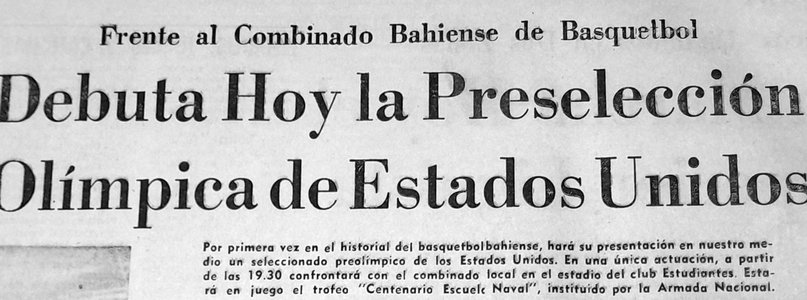 Frente al Combinado Bahiense de Basquetbol
Debuta Hoy la Preselección
Olímpica de Estados Unidos
Por primera vez en el historial del basquetbol bahiense, hará su presentación en nuestro me-
dio un seleccionado preolímpico de los Estados Unidos. En una única actuación, a partir
de las 19.30 confrontará con el combinado local en el estadio del club Estudiantes. Esta-
rá en juego el trofeo "Centenario Escuelc Naval", instituido por la Armada Nacional.